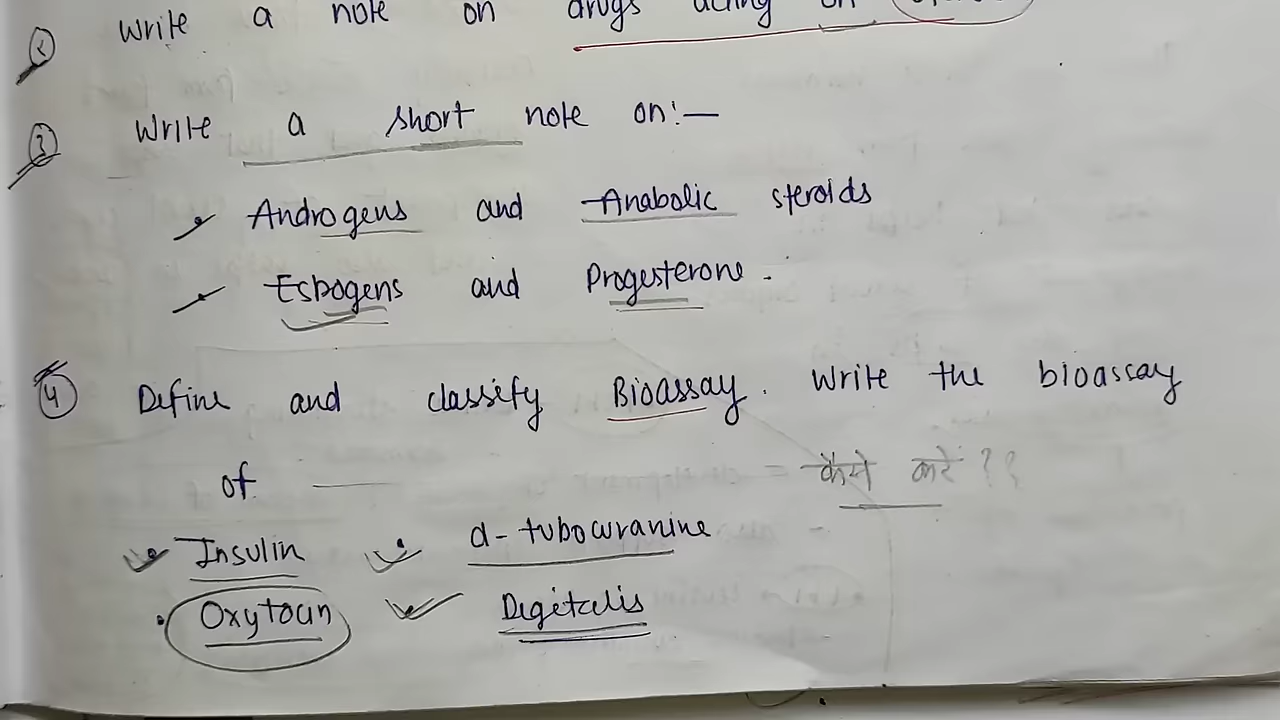 Write a note on drugs acting on
③ Write a short note on:—
Androgens and Anabolic steroids
Estrogens and Progesterone.
④ Define and classify Bioassay. Write the bioassay
of — कैसे करें ??
Insulin d-tubocuranine
Oxytocin Digitalis